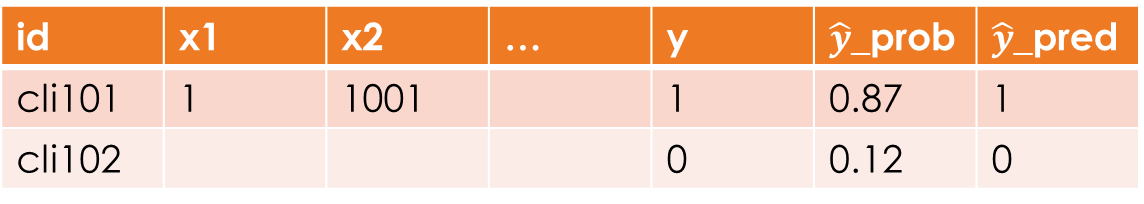 id x1 x2 ... y ŷ_prob ŷ_pred
cli101 1 1001 1 0.87 1
cli102 0 0.12 0